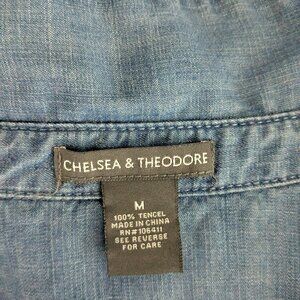 CHELSEA & THEODORE
M
100% TENCEL
MADE IN CHINA
RN#106411
SEE REVERSE
FOR CARE